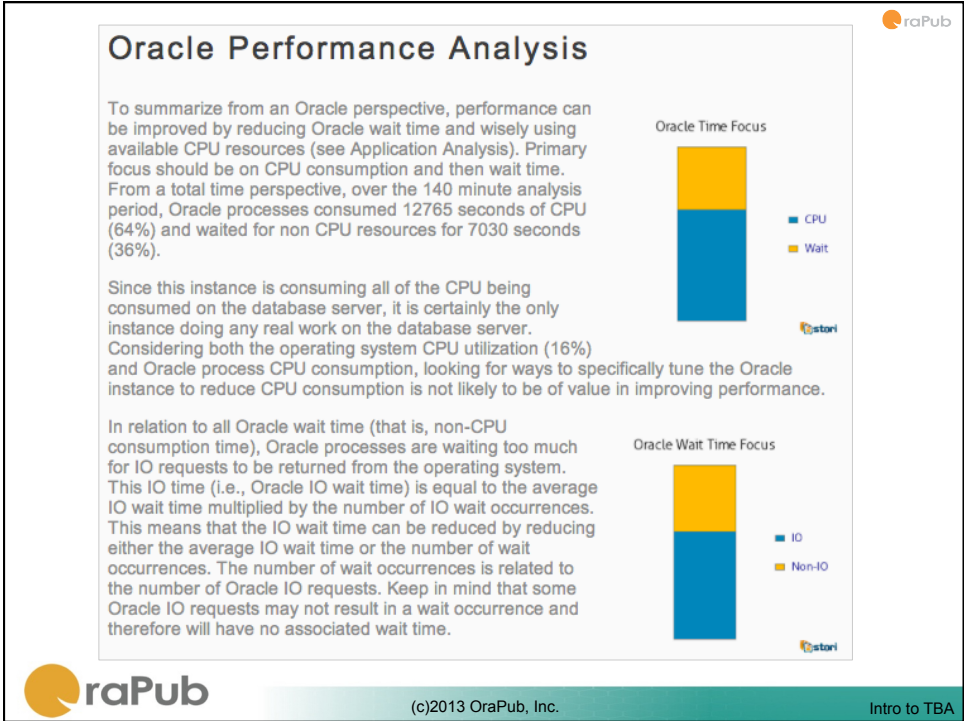 raPub
Oracle Performance Analysis
To summarize from an Oracle perspective, performance can
be improved by reducing Oracle wait time and wisely using
available CPU resources (see Application Analysis). Primary
focus should be on CPU consumption and then wait time.
From a total time perspective, over the 140 minute analysis
period, Oracle processes consumed 12765 seconds of CPU
(64%) and waited for non CPU resources for 7030 seconds
(36%).
Oracle Time Focus
CPU
Wait
stori
Since this instance is consuming all of the CPU being
consumed on the database server, it is certainly the only
instance doing any real work on the database server.
Considering both the operating system CPU utilization (16%)
and Oracle process CPU consumption, looking for ways to specifically tune the Oracle
instance to reduce CPU consumption is not likely to be of value in improving performance.
In relation to all Oracle wait time (that is, non-CPU
consumption time), Oracle processes are waiting too much
for IO requests to be returned from the operating system.
This IO time (i.e., Oracle IO wait time) is equal to the average
IO wait time multiplied by the number of IO wait occurrences.
This means that the IO wait time can be reduced by reducing
either the average IO wait time or the number of wait
occurrences. The number of wait occurrences is related to
the number of Oracle IO requests. Keep in mind that some
Oracle IO requests may not result in a wait occurrence and
therefore will have no associated wait time.
Oracle Wait Time Focus
IO
Non-IO
stori
raPub
(c)2013 OraPub, Inc.
Intro to TBA